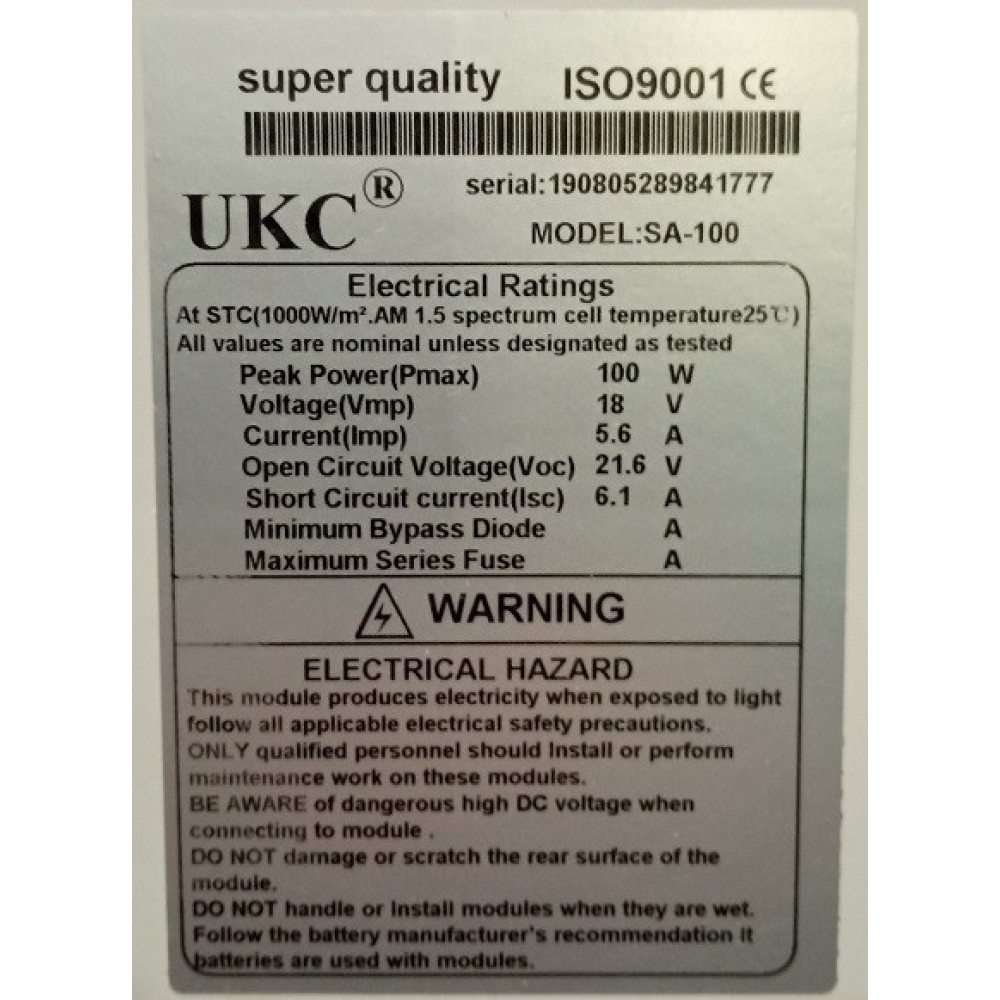 super quality ISO9001 CE
serial:190805289841777
UKC®
MODEL:SA-100
Electrical Ratings
At STC(1000W/m².AM 1.5 spectrum cell temperature25℃)
All values are nominal unless designated as tested
Peak Power(Pmax) 100 W
Voltage(Vmp) 18 V
Current(Imp) 5.6 A
Open Circuit Voltage(Voc) 21.6 V
Short Circuit current(Isc) 6.1 A
Minimum Bypass Diode A
Maximum Series Fuse A
WARNING
ELECTRICAL HAZARD
This module produces electricity when exposed to light
follow all applicable electrical safety precautions.
ONLY qualified personnel should Install or perform
maintenance work on these modules.
BE AWARE of dangerous high DC voltage when
connecting to module .
DO NOT damage or scratch the rear surface of the
module.
DO NOT handle or Install modules when they are wet.
Follow the battery manufacturer's recommendation It
batteries are used with modules.